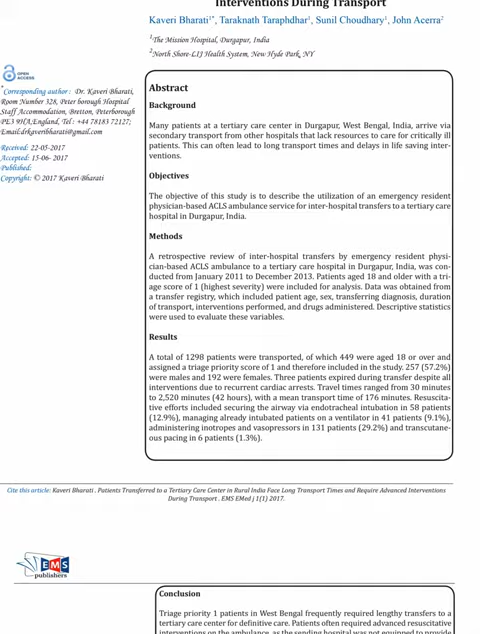 Interventions During Transport
Kaveri Bharati1*, Taraknath Taraphdhar1, Sunil Choudhary1, John Acerra2
1The Mission Hospital, Durgapur, India
2North Shore-LIJ Health System, New Hyde Park, NY
OPEN
ACCESS
*Corresponding author : Dr. Kaveri Bharati,
Room Number 328, Peter borough Hospital
Staff Accommodation, Bretton, Peterborough
PE3 9HA,England, Tel : +44 78183 72127;
Email:drkaveribharati@gmail.com
Received: 22-05-2017
Accepted: 15-06- 2017
Published:
Copyright: © 2017 Kaveri Bharati
Abstract
Background
Many patients at a tertiary care center in Durgapur, West Bengal, India, arrive via
secondary transport from other hospitals that lack resources to care for critically ill
patients. This can often lead to long transport times and delays in life saving inter-
ventions.
Objectives
The objective of this study is to describe the utilization of an emergency resident
physician-based ACLS ambulance service for inter-hospital transfers to a tertiary care
hospital in Durgapur, India.
Methods
A retrospective review of inter-hospital transfers by emergency resident physi-
cian-based ACLS ambulance to a tertiary care hospital in Durgapur, India, was con-
ducted from January 2011 to December 2013. Patients aged 18 and older with a tri-
age score of 1 (highest severity) were included for analysis. Data was obtained from
a transfer registry, which included patient age, sex, transferring diagnosis, duration
of transport, interventions performed, and drugs administered. Descriptive statistics
were used to evaluate these variables.
Results
A total of 1298 patients were transported, of which 449 were aged 18 or over and
assigned a triage priority score of 1 and therefore included in the study. 257 (57.2%)
were males and 192 were females. Three patients expired during transfer despite all
interventions due to recurrent cardiac arrests. Travel times ranged from 30 minutes
to 2,520 minutes (42 hours), with a mean transport time of 176 minutes. Resuscita-
tive efforts included securing the airway via endotracheal intubation in 58 patients
(12.9%), managing already intubated patients on a ventilator in 41 patients (9.1%),
administering inotropes and vasopressors in 131 patients (29.2%) and transcutane-
ous pacing in 6 patients (1.3%).
Cite this article: Kaveri Bharati . Patients Transferred to a Tertiary Care Center in Rural India Face Long Transport Times and Require Advanced Interventions
During Transport . EMS EMed j 1(1) 2017.
EMS
publishers
Conclusion
Triage priority 1 patients in West Bengal frequently required lengthy transfers to a
tertiary care center for definitive care. Patients often required advanced resuscitative
interventions on the ambulance, as the sending hospital was not equipped to provide